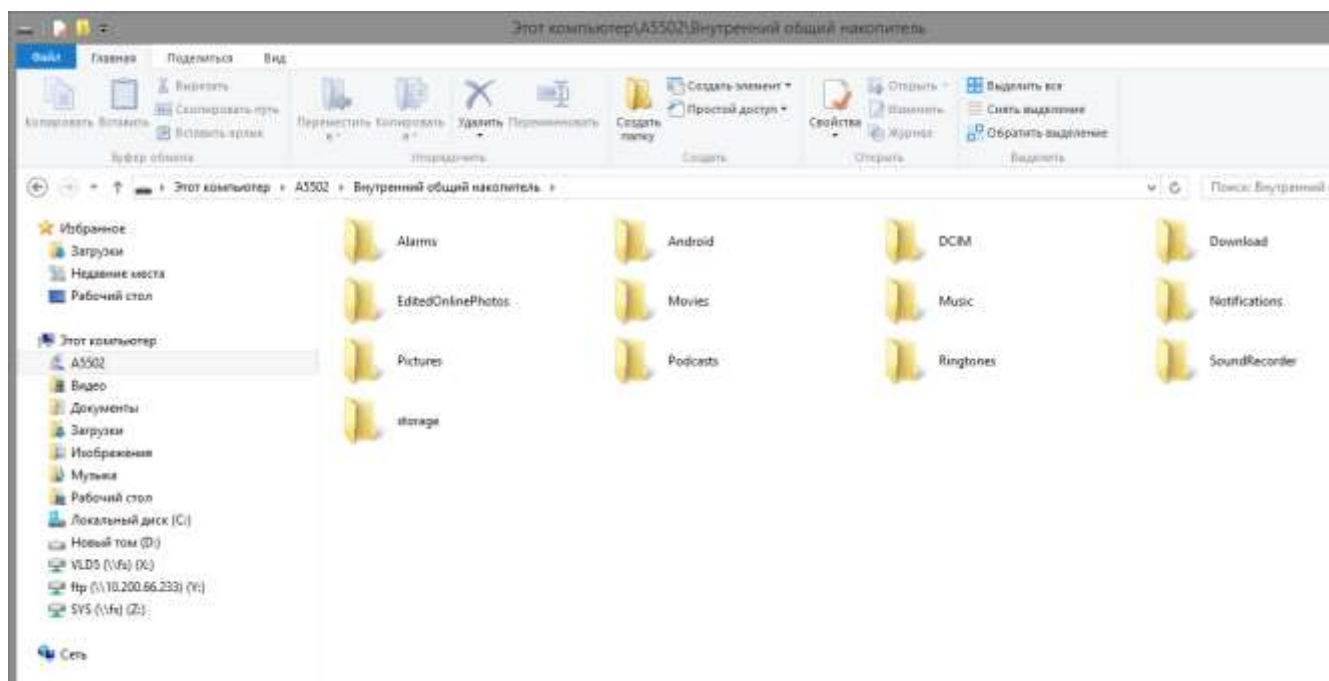 Этот компьютер\A5502\Внутренний общий накопитель
Файл Главная Поделиться Вид
Копировать Вставить
Вырезать
Скопировать путь
Вставить ярлык
Переместить в Копировать в Удалить Переименовать
Создать папку
Создать элемент
Простой доступ
Свойства
Открыть
Изменить
Журнал
Выделить все
Снять выделение
Обратить выделение
Буфер обмена Упорядочить Создать Открыть Выделить
Этот компьютер A5502 Внутренний общий накопитель
Поиск: Внутренний
Избранное
Загрузки
Недавние места
Рабочий стол
Этот компьютер
A5502
Видео
Документы
Загрузки
Изображения
Музыка
Рабочий стол
Локальный диск (C:)
Новый том (D:)
VLD5 (\\fs) (X:)
ftp (\\10.200.66.233) (Y:)
SYS (\\fs) (Z:)
Сеть
Alarms Android DCIM Download
EditedOnlinePhotos Movies Music Notifications
Pictures Podcasts Ringtones SoundRecorder
storage